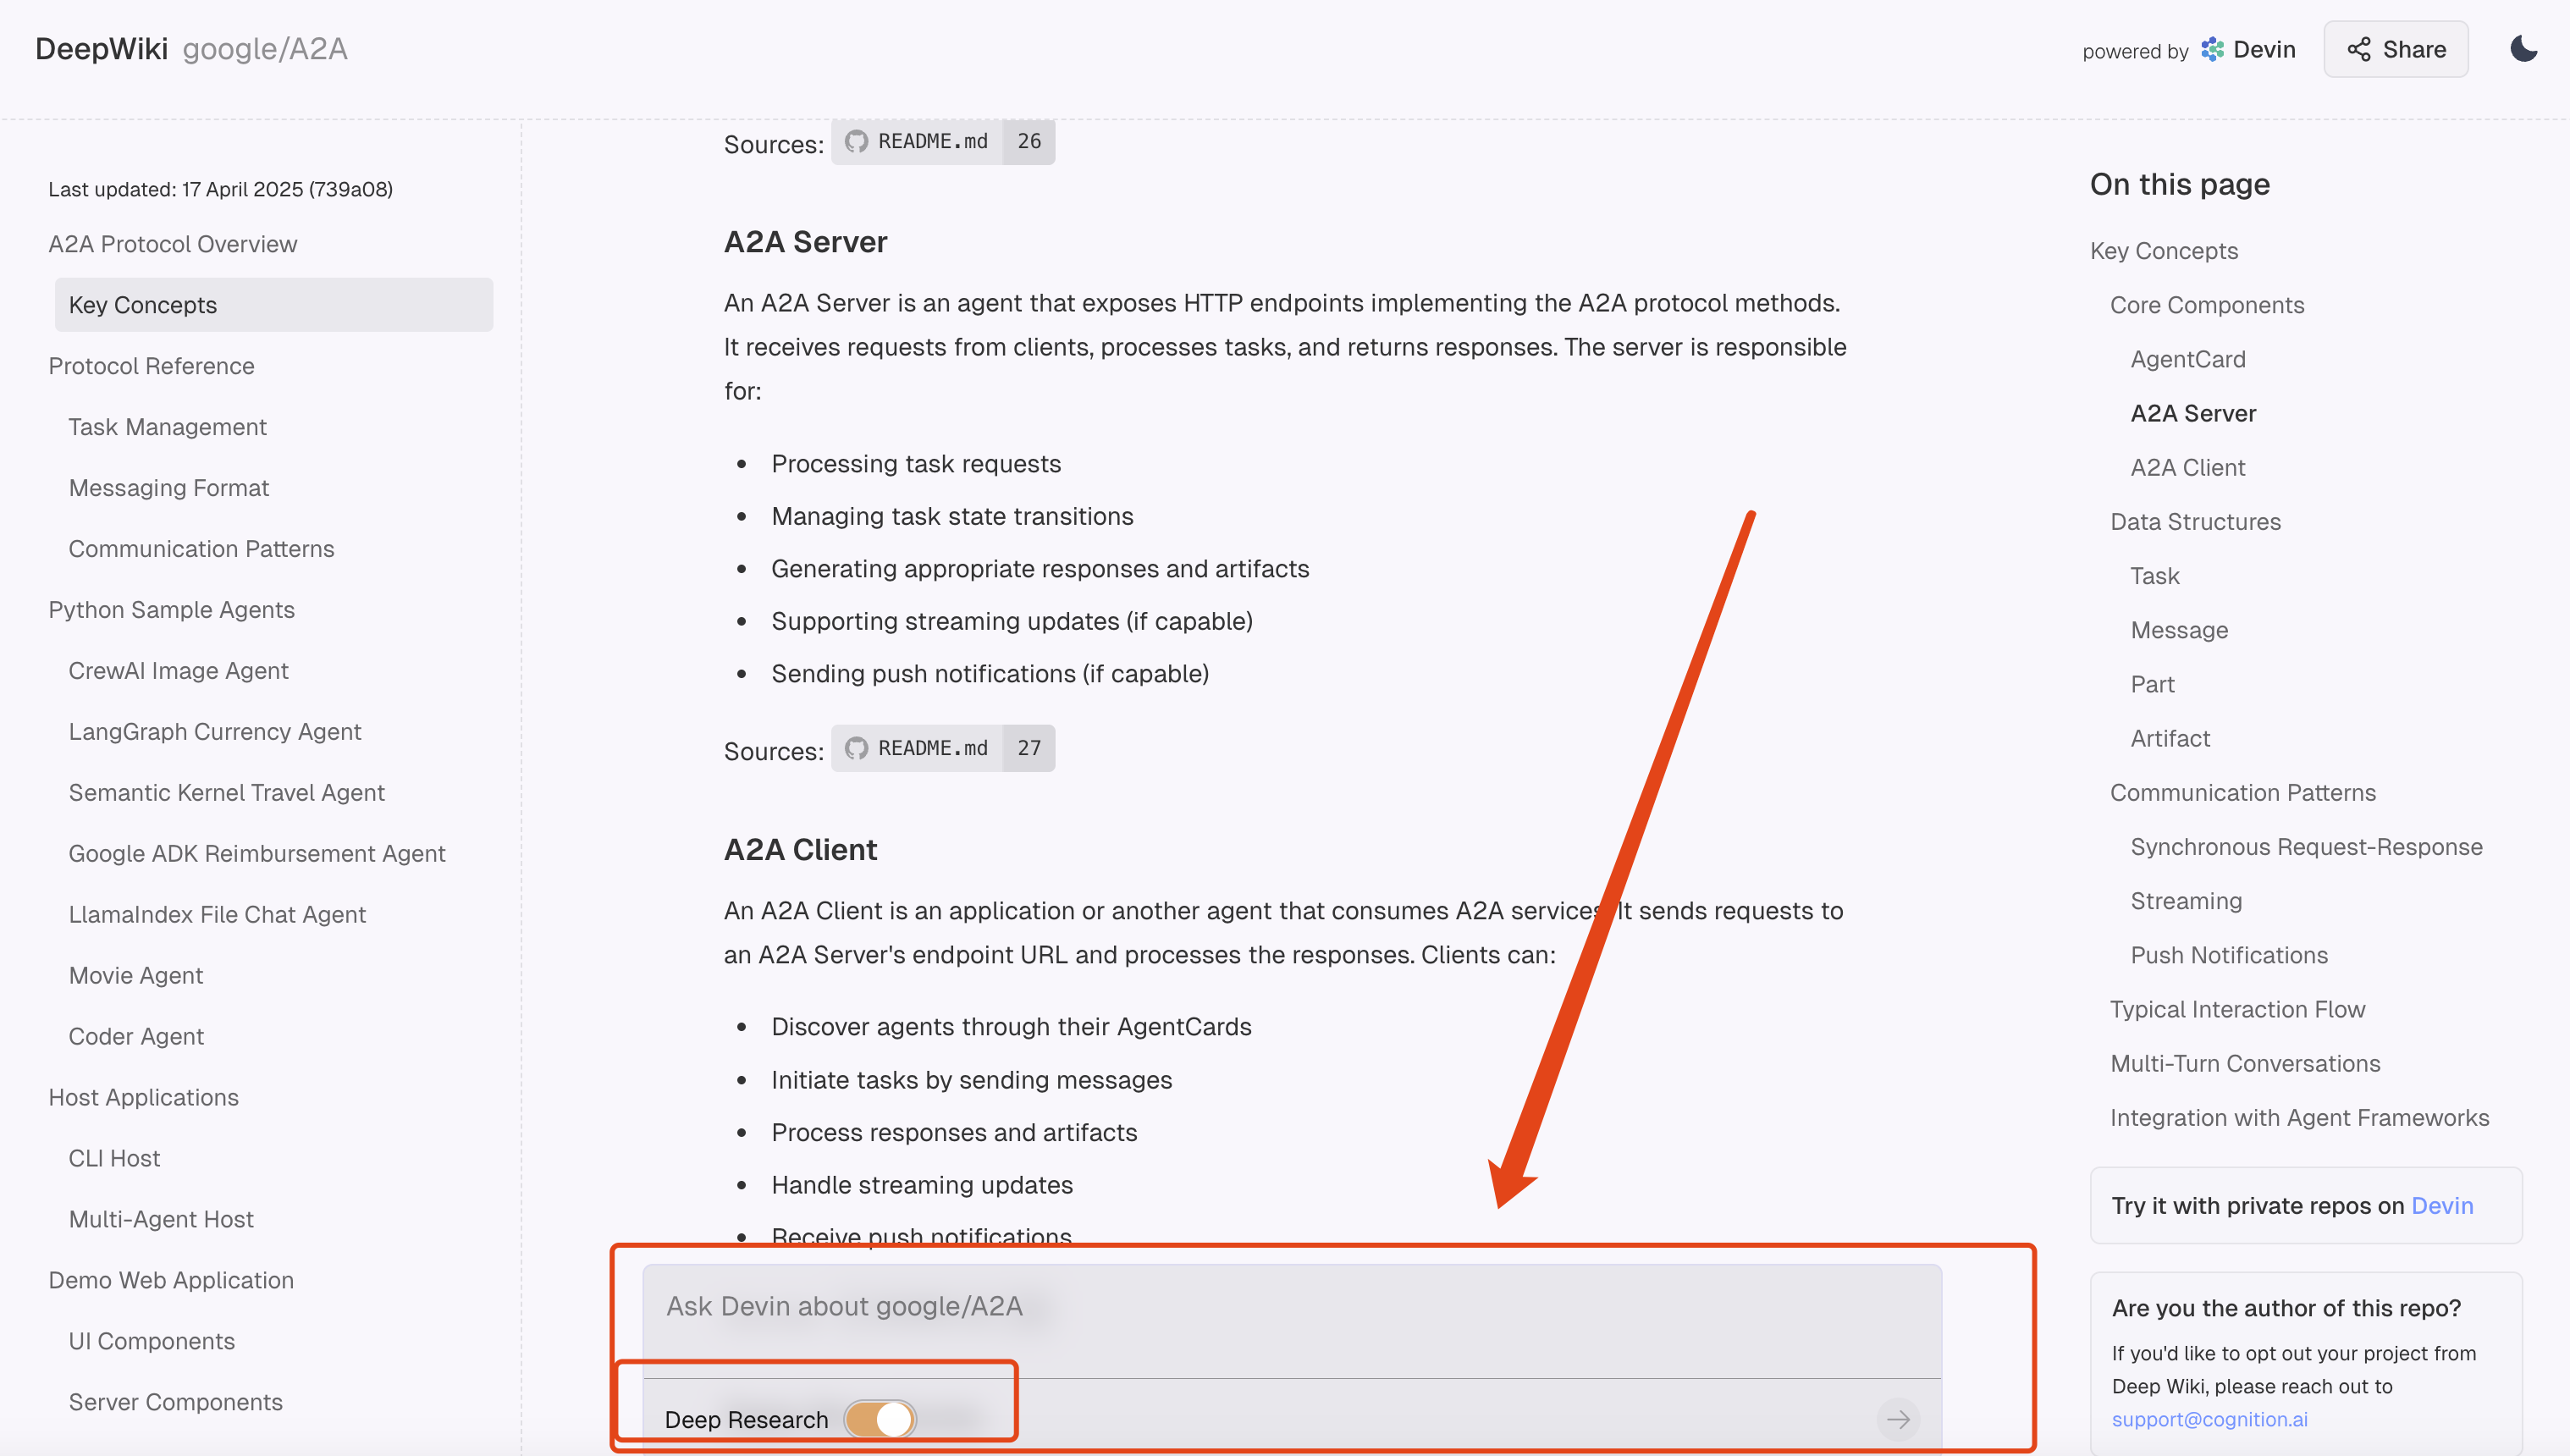 DeepWiki google/A2A
powered by Devin
Share
Last updated: 17 April 2025 (739a08)
A2A Protocol Overview
Key Concepts
Protocol Reference
Task Management
Messaging Format
Communication Patterns
Python Sample Agents
CrewAI Image Agent
LangGraph Currency Agent
Semantic Kernel Travel Agent
Google ADK Reimbursement Agent
LlamaIndex File Chat Agent
Movie Agent
Coder Agent
Host Applications
CLI Host
Multi-Agent Host
Demo Web Application
UI Components
Server Components
Sources: README.md 26
A2A Server
An A2A Server is an agent that exposes HTTP endpoints implementing the A2A protocol methods.
It receives requests from clients, processes tasks, and returns responses. The server is responsible
for:
• Processing task requests
• Managing task state transitions
• Generating appropriate responses and artifacts
• Supporting streaming updates (if capable)
• Sending push notifications (if capable)
Sources: README.md 27
A2A Client
An A2A Client is an application or another agent that consumes A2A services. It sends requests to
an A2A Server's endpoint URL and processes the responses. Clients can:
• Discover agents through their AgentCards
• Initiate tasks by sending messages
• Process responses and artifacts
• Handle streaming updates
• Receive push notifications
Ask Devin about google/A2A
Deep Research
On this page
Key Concepts
Core Components
AgentCard
A2A Server
A2A Client
Data Structures
Task
Message
Part
Artifact
Communication Patterns
Synchronous Request-Response
Streaming
Push Notifications
Typical Interaction Flow
Multi-Turn Conversations
Integration with Agent Frameworks
Try it with private repos on Devin
Are you the author of this repo?
If you'd like to opt out your project from
Deep Wiki, please reach out to
support@cognition.ai